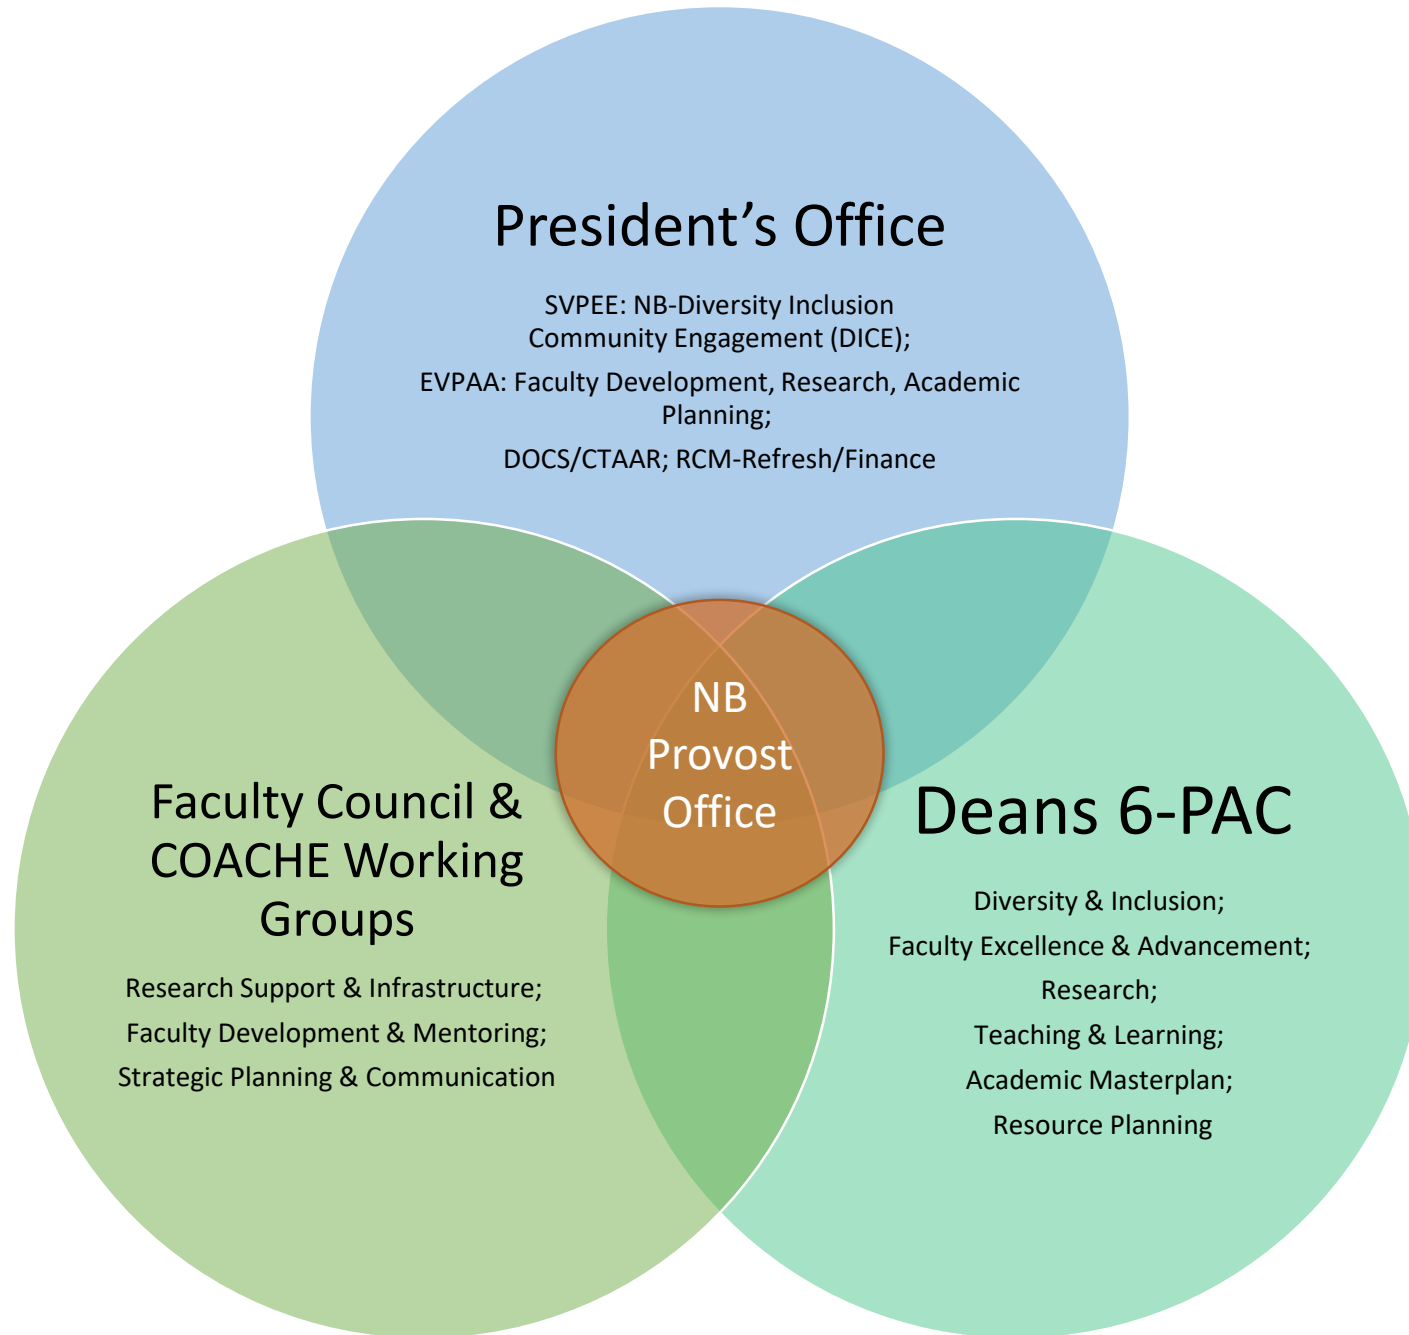 President’s Office
SVPEE: NB-Diversity Inclusion
Community Engagement (DICE);
EVPAA: Faculty Development, Research, Academic
Planning;
DOCS/CTAAR; RCM-Refresh/Finance
NB
Provost
Office
Faculty Council &
COACHE Working
Groups
Research Support & Infrastructure;
Faculty Development & Mentoring;
Strategic Planning & Communication
Deans 6-PAC
Diversity & Inclusion;
Faculty Excellence & Advancement;
Research;
Teaching & Learning;
Academic Masterplan;
Resource Planning